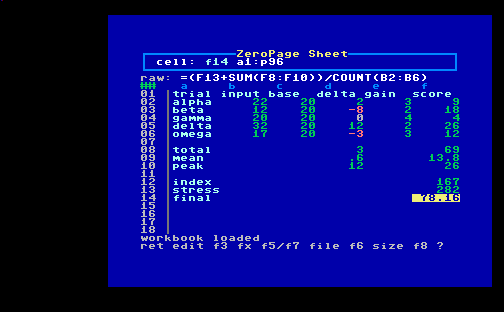 ZeroPage Sheet
cell: f14 a1:p96
raw: =(F13+SUM(F8:F10))/COUNT(B2:B6)
## a b c d e f
01 trial input base delta gain score
02 alpha 22 20 2 3 9
03 beta 12 20 -8 2 18
04 gamma 20 20 0 4 4
05 delta 32 20 12 2 26
06 omega 17 20 -3 3 12
07
08 total 3 69
09 mean .6 13.8
10 peak 12 26
11
12 index 167
13 stress 282
14 final 78.16
15
16
17
18
workbook loaded
ret edit f3 fx f5/f7 file f6 size f8 ?